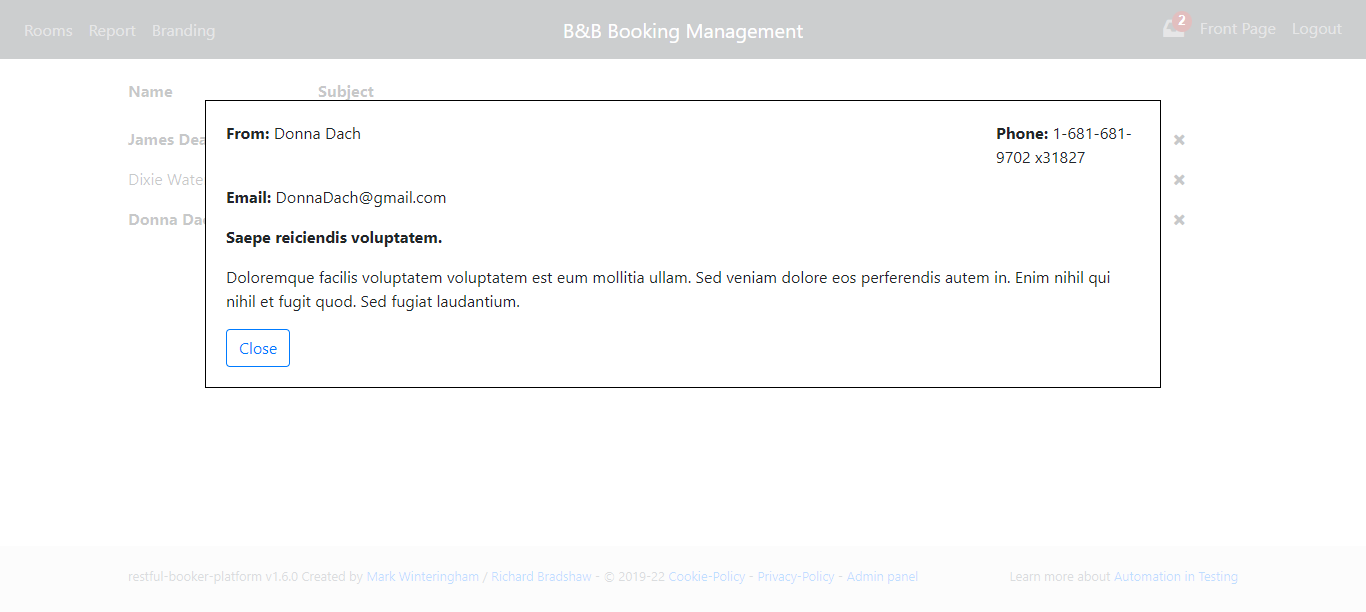 Rooms Report Branding B&B Booking Management 2 Front Page Logout
Name Subject
From: Donna Dach Phone: 1-681-681-
9702 x31827
James Dea
Dixie Wate
Email: DonnaDach@gmail.com
Donna Da
Saepe reiciendis voluptatem.
Doloremque facilis voluptatem voluptatem est eum mollitia ullam. Sed veniam dolore eos perferendis autem in. Enim nihil qui
nihil et fugit quod. Sed fugiat laudantium.
Close
restful-booker-platform v1.6.0 Created by Mark Winteringham / Richard Bradshaw - © 2019-22 Cookie-Policy - Privacy-Policy - Admin panel Learn more about Automation in Testing